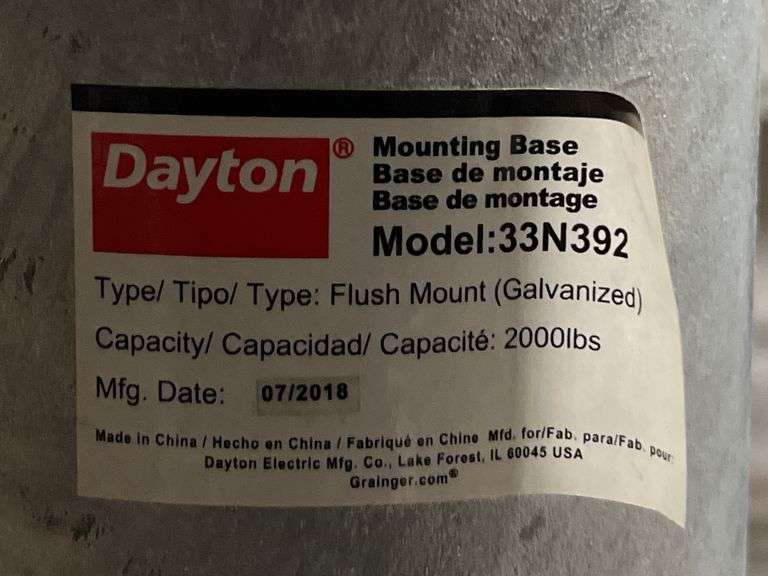 Dayton®
Mounting Base
Base de montaje
Base de montage
Model:33N392
Type/ Tipo/ Type: Flush Mount (Galvanized)
Capacity/ Capacidad/ Capacité: 2000lbs
Mfg. Date: 07/2018
Made in China / Hecho en China / Fabriqué en Chine Mfd. for/Fab. para/Fab. pour:
Dayton Electric Mfg. Co., Lake Forest, IL 60045 USA
Grainger.com®